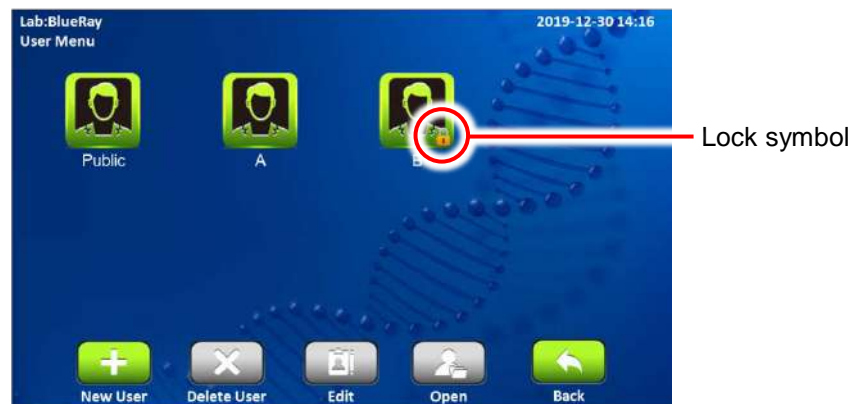 Lab:BlueRay
2019-12-30 14:16
User Menu
Lock symbol
Public
A
B
New User
Delete User
Edit
Open
Back